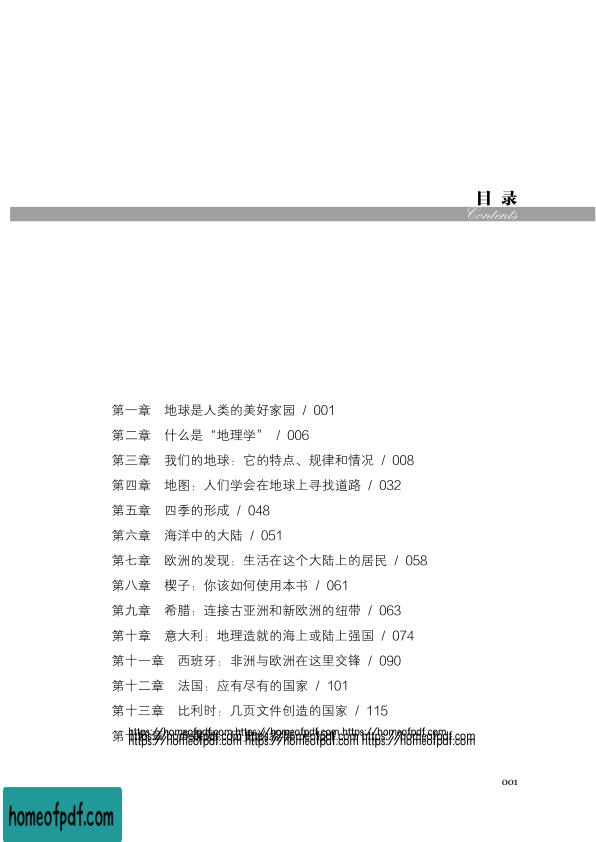 目 录
Contents
第一章 地球是人类的美好家园 / 001
第二章 什么是“地理学” / 006
第三章 我们的地球：它的特点、规律和情况 / 008
第四章 地图：人们学会在地球上寻找道路 / 032
第五章 四季的形成 / 048
第六章 海洋中的大陆 / 051
第七章 欧洲的发现：生活在这个大陆上的居民 / 058
第八章 楔子：你该如何使用本书 / 061
第九章 希腊：连接古亚洲和新欧洲的纽带 / 063
第十章 意大利：地理造就的海上或陆上强国 / 074
第十一章 西班牙：非洲与欧洲在这里交锋 / 090
第十二章 法国：应有尽有的国家 / 101
第十三章 比利时：几页文件创造的国家 / 115
https://homeofpdf.com https://homeofpdf.com https://homeofpdf.com
第
https://homeofpdf.com https://homeofpdf.com https://homeofpdf.com
001
homeofpdf.com